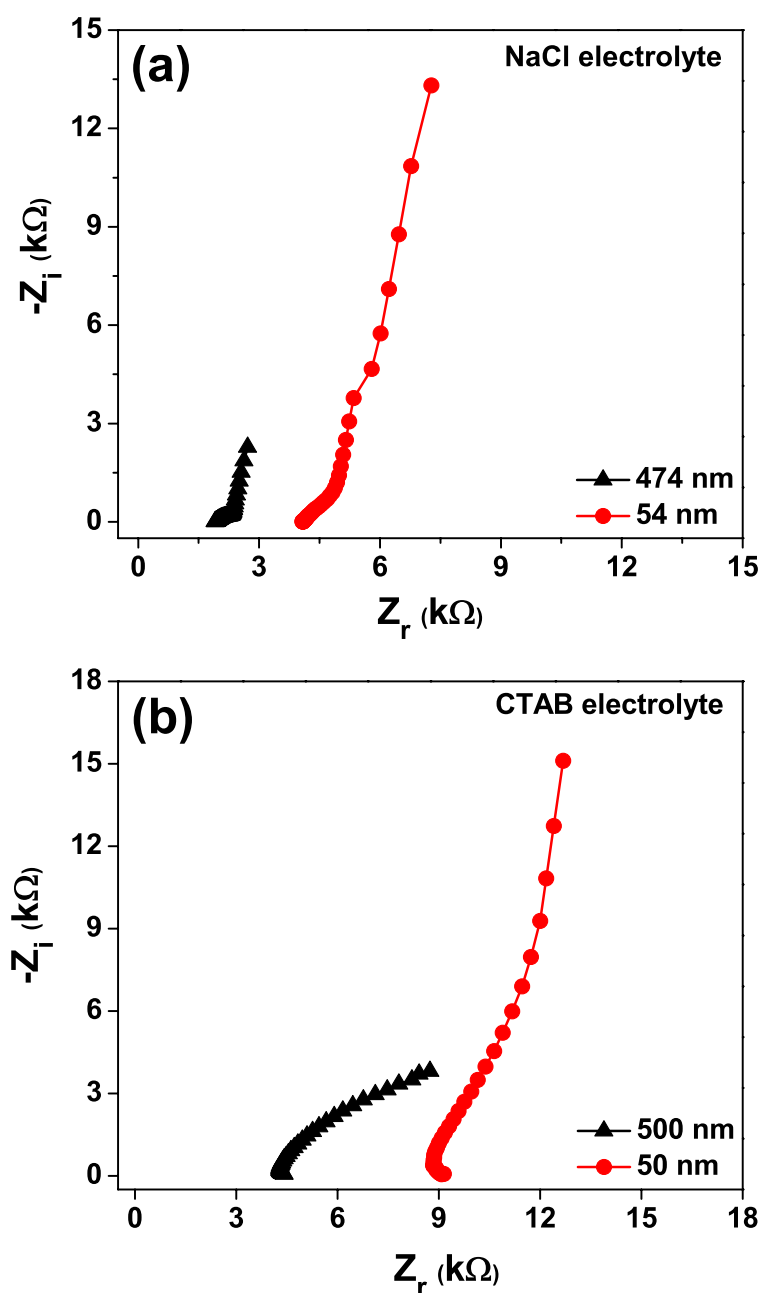 (a)
NaCl electrolyte
15
12
9
6
3
0
-Zi (kΩ)
474 nm
54 nm
0 3 6 9 12 15
Zr (kΩ)
(b)
CTAB electrolyte
18
15
12
9
6
3
0
-Zi (kΩ)
500 nm
50 nm
0 3 6 9 12 18
Zr (kΩ)